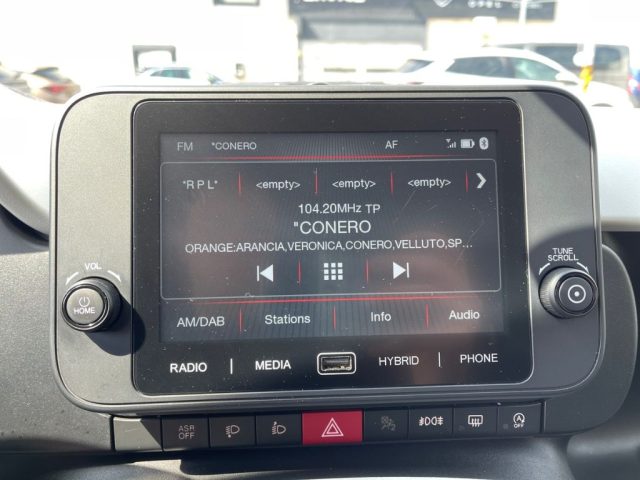 FM *CONERO AF
*R P L* <empty> <empty> <empty>
104.20MHz TP
"CONERO
ORANGE:ARANCIA,VERONICA,CONERO,VELLUTO,SP...
VOL
HOME
TUNE
SCROLL
AM/DAB Stations Info Audio
RADIO MEDIA HYBRID PHONE
ASR
OFF
OFF